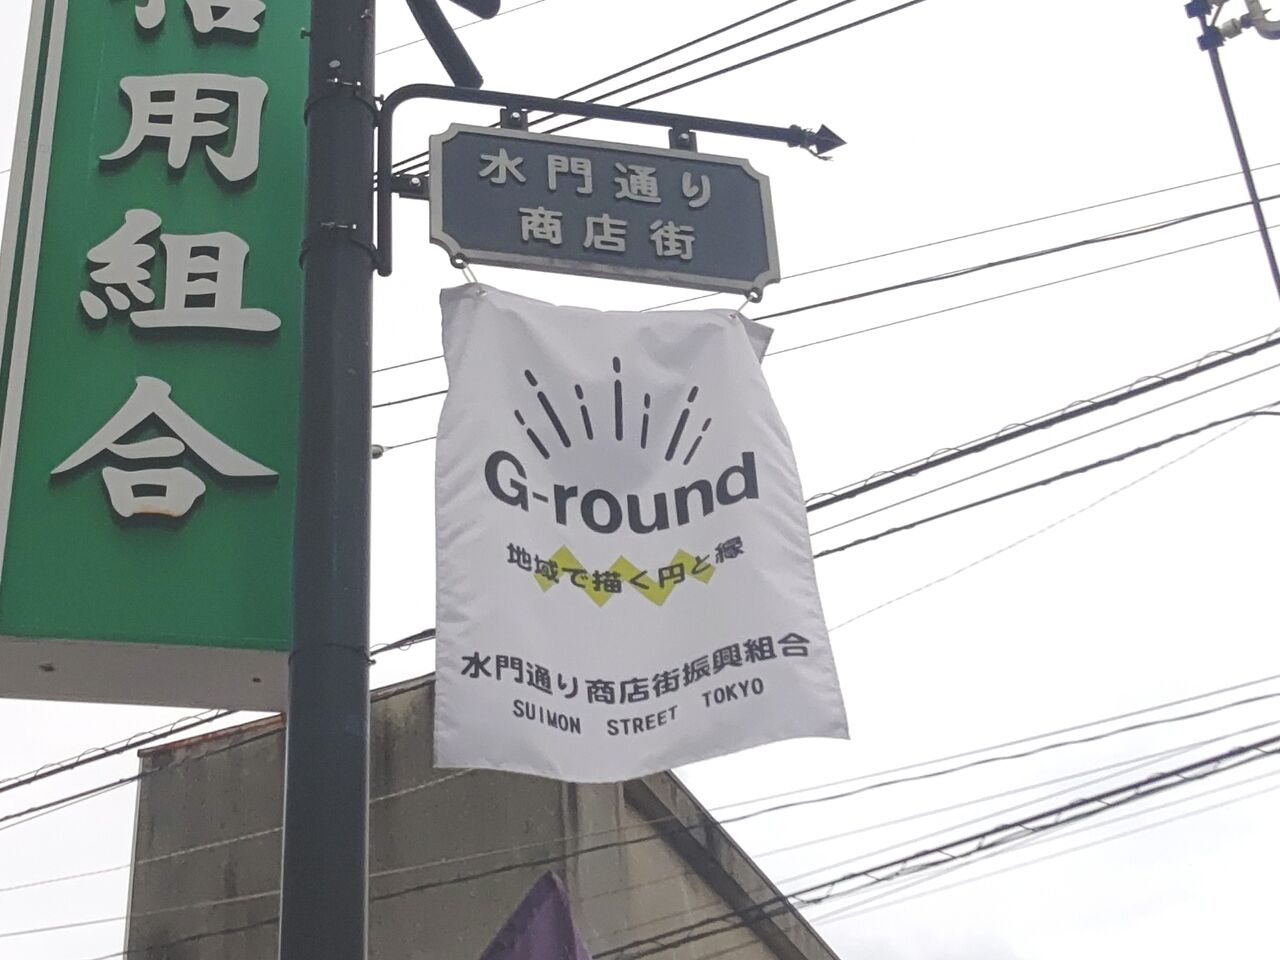 用組合
水門通り
商店街
G-round
地域で描く円と縁
水門通り商店街振興組合
SUIMON STREET TOKYO